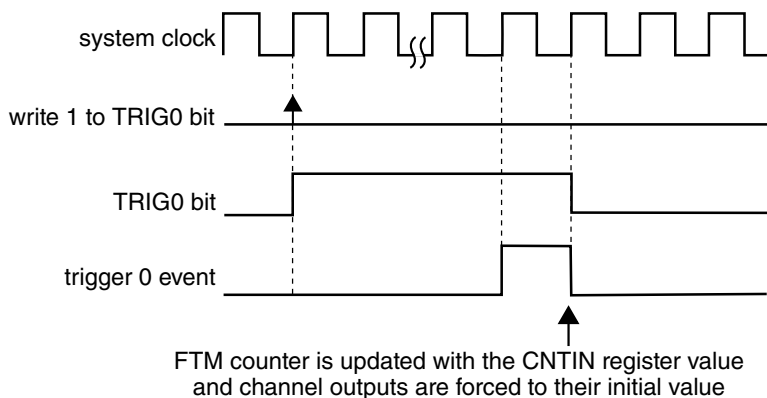 system clock
write 1 to TRIG0 bit
TRIG0 bit
trigger 0 event
FTM counter is updated with the CNTIN register value
and channel outputs are forced to their initial value